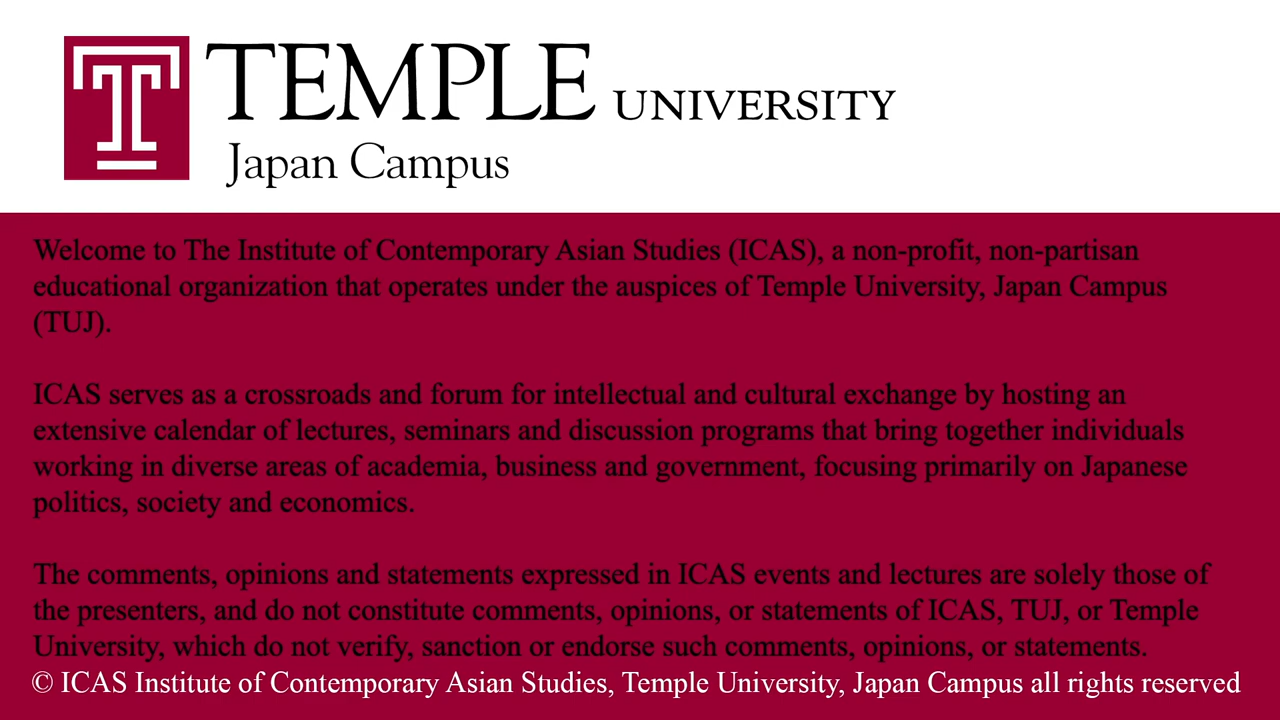 TEMPLE UNIVERSITY
Japan Campus
Welcome to The Institute of Contemporary Asian Studies (ICAS), a non-profit, non-partisan
educational organization that operates under the auspices of Temple University, Japan Campus
(TUJ).
ICAS serves as a crossroads and forum for intellectual and cultural exchange by hosting an
extensive calendar of lectures, seminars and discussion programs that bring together individuals
working in diverse areas of academia, business and government, focusing primarily on Japanese
politics, society and economics.
The comments, opinions and statements expressed in ICAS events and lectures are solely those of
the presenters, and do not constitute comments, opinions, or statements of ICAS, TUJ, or Temple
University, which do not verify, sanction or endorse such comments, opinions, or statements.
© ICAS Institute of Contemporary Asian Studies, Temple University, Japan Campus all rights reserved